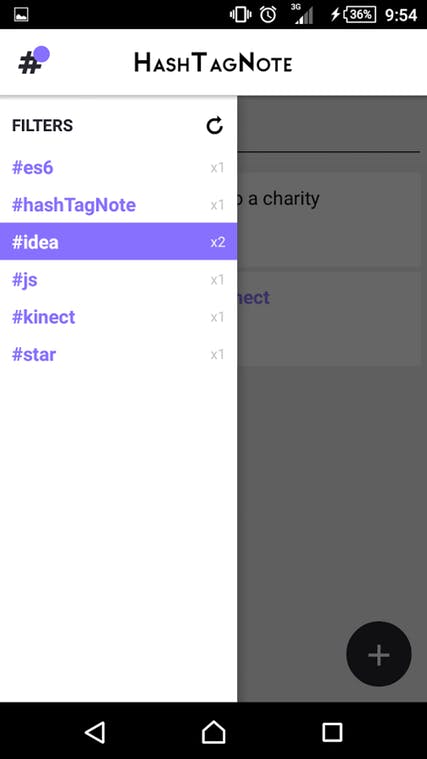 3G 36% 9:54
# HASHTAGNOTE
FILTERS
#es6 x1
#hashTagNote x1
#idea x2
#js x1
#kinect x1
#star x1
a charity
+